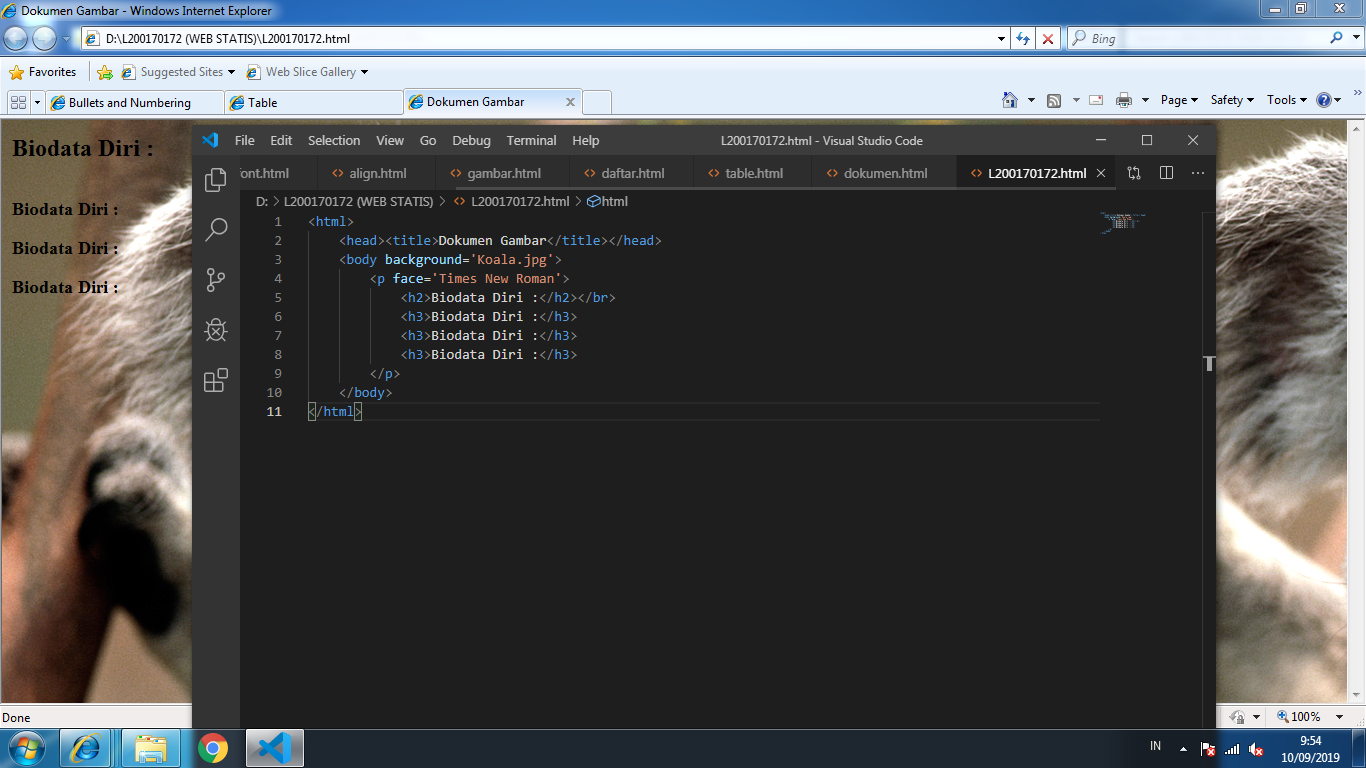 Dokumen Gambar - Windows Internet Explorer
D:\L200170172 (WEB STATIS)\L200170172.html
Bing
Favorites
Suggested Sites
Web Slice Gallery
Bullets and Numbering
Table
Dokumen Gambar
Page
Safety
Tools
Biodata Diri :
Biodata Diri :
Biodata Diri :
Biodata Diri :
File Edit Selection View Go Debug Terminal Help
L200170172.html - Visual Studio Code
ont.html
align.html
gambar.html
daftar.html
table.html
dokumen.html
L200170172.html
D: > L200170172 (WEB STATIS) > L200170172.html > html
1 <html>
2 <head><title>Dokumen Gambar</title></head>
3 <body background='Koala.jpg'>
4 <p face='Times New Roman'>
5 <h2>Biodata Diri :</h2></br>
6 <h3>Biodata Diri :</h3>
7 <h3>Biodata Diri :</h3>
8 <h3>Biodata Diri :</h3>
9 </p>
10 </body>
11 </html>
Done
100%
IN
9:54
10/09/2019